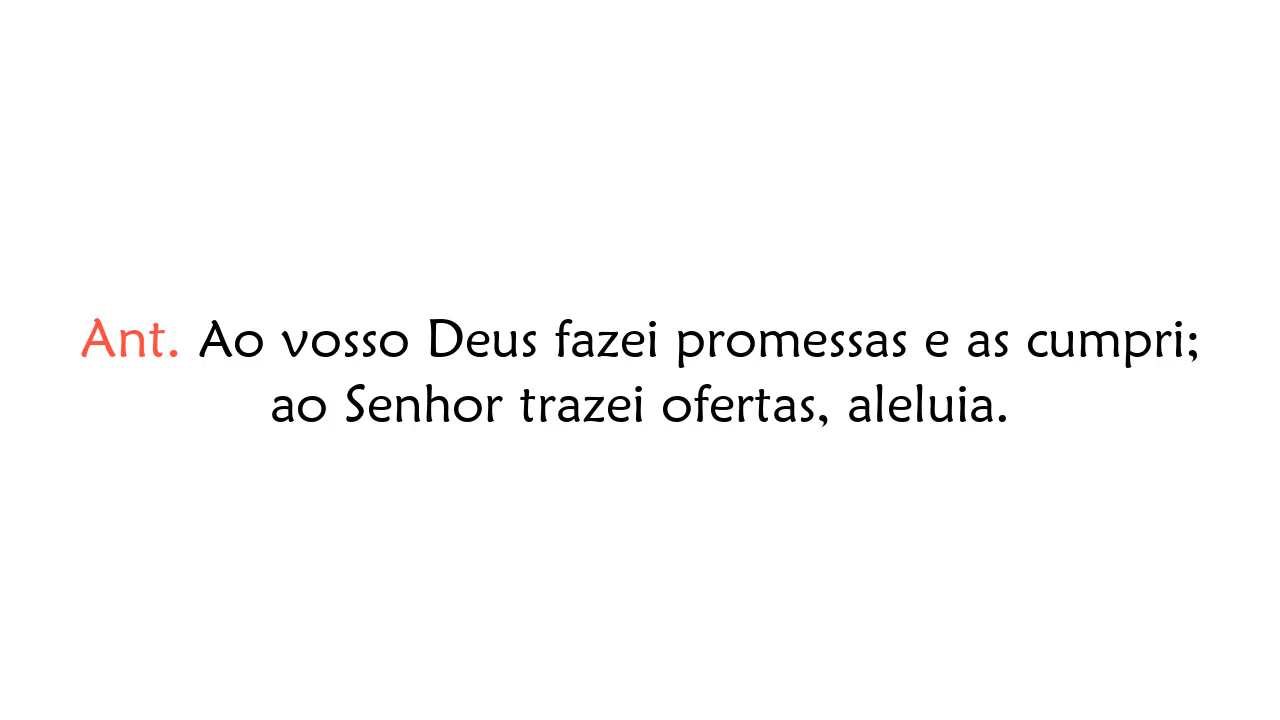 Ant. Ao vosso Deus fazei promessas e as cumpri;
ao Senhor trazei ofertas, aleluia.